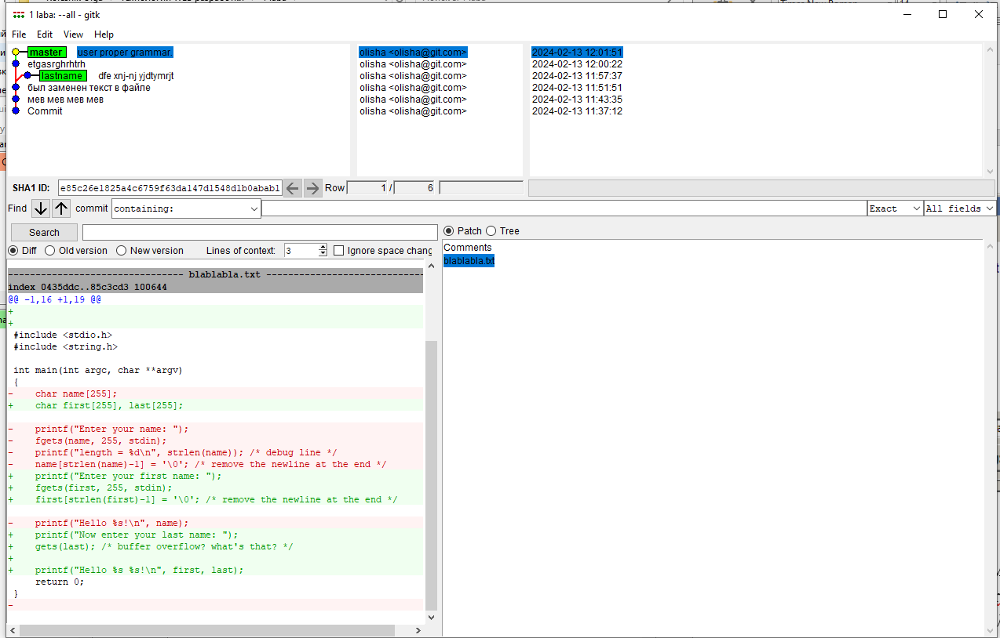 1 laba: --all - gitk
File Edit View Help
master user proper grammar. olisha <olisha@git.com> 2024-02-13 12:01:51
etgasrghrhtrh olisha <olisha@git.com> 2024-02-13 12:00:22
lastname dfe xnj-nj yjdtymrjt olisha <olisha@git.com> 2024-02-13 11:57:37
был заменен текст в файле olisha <olisha@git.com> 2024-02-13 11:51:51
мев мев мев мев olisha <olisha@git.com> 2024-02-13 11:43:35
Commit olisha <olisha@git.com> 2024-02-13 11:37:12
SHA1 ID: e85c26e1825a4c6759f63da147d1548d1b0abab1 Row 1 / 6
Find commit containing: Exact All fields
Search Patch Tree
Diff Old version New version Lines of context: 3 Ignore space chang
Comments
blablabla.txt
------------------------------ blablabla.txt ------------------------------
index 0435ddc..85c3cd3 100644
@@ -1,16 +1,19 @@
+
+
 #include <stdio.h>
 #include <string.h>
 int main(int argc, char **argv)
 {
-    char name[255];
+    char first[255], last[255];
-    printf("Enter your name: ");
-    fgets(name, 255, stdin);
-    printf("length = %d\n", strlen(name)); /* debug line */
-    name[strlen(name)-1] = '\0'; /* remove the newline at the end */
+    printf("Enter your first name: ");
+    fgets(first, 255, stdin);
+    first[strlen(first)-1] = '\0'; /* remove the newline at the end */
-    printf("Hello %s!\n", name);
+    printf("Now enter your last name: ");
+    gets(last); /* buffer overflow? what's that? */
+
+    printf("Hello %s %s!\n", first, last);
     return 0;
 }
-